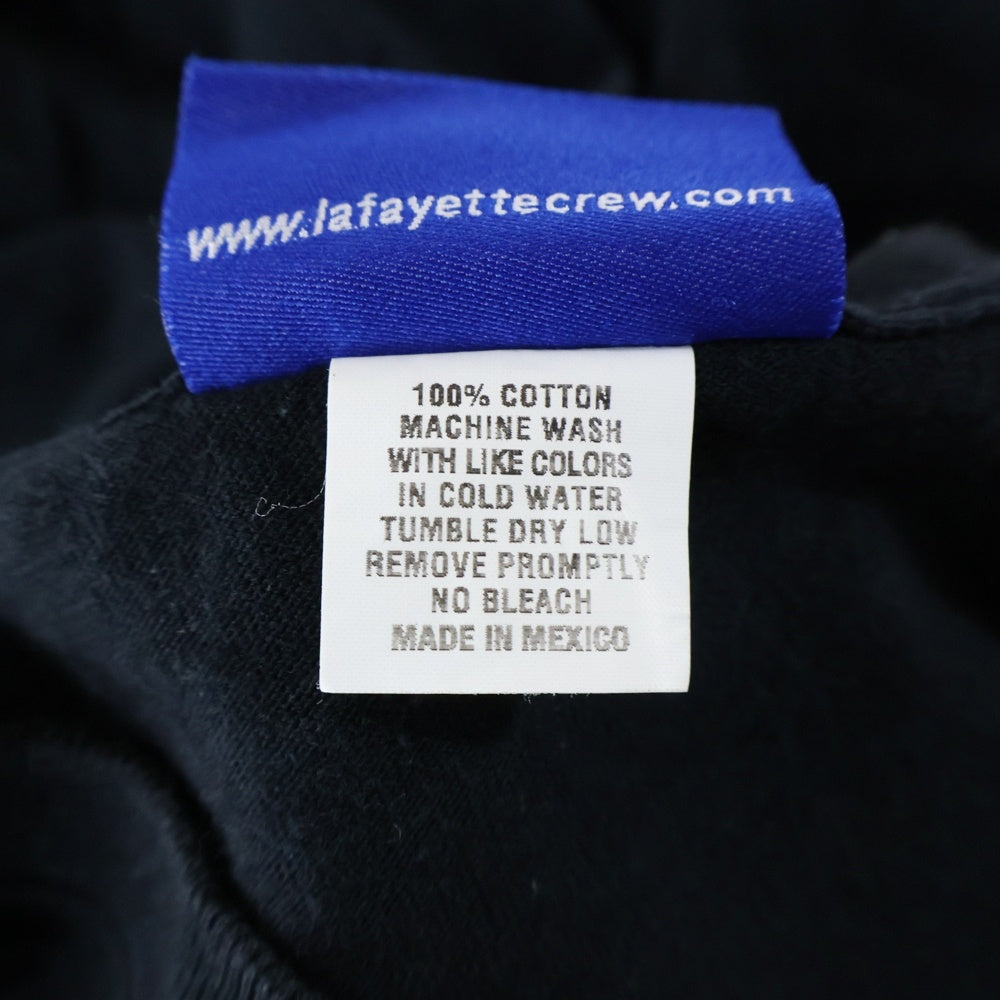 www.lafayettecrew.com
100% COTTON
MACHINE WASH
WITH LIKE COLORS
IN COLD WATER
TUMBLE DRY LOW
REMOVE PROMPTLY
NO BLEACH
MADE IN MEXICO